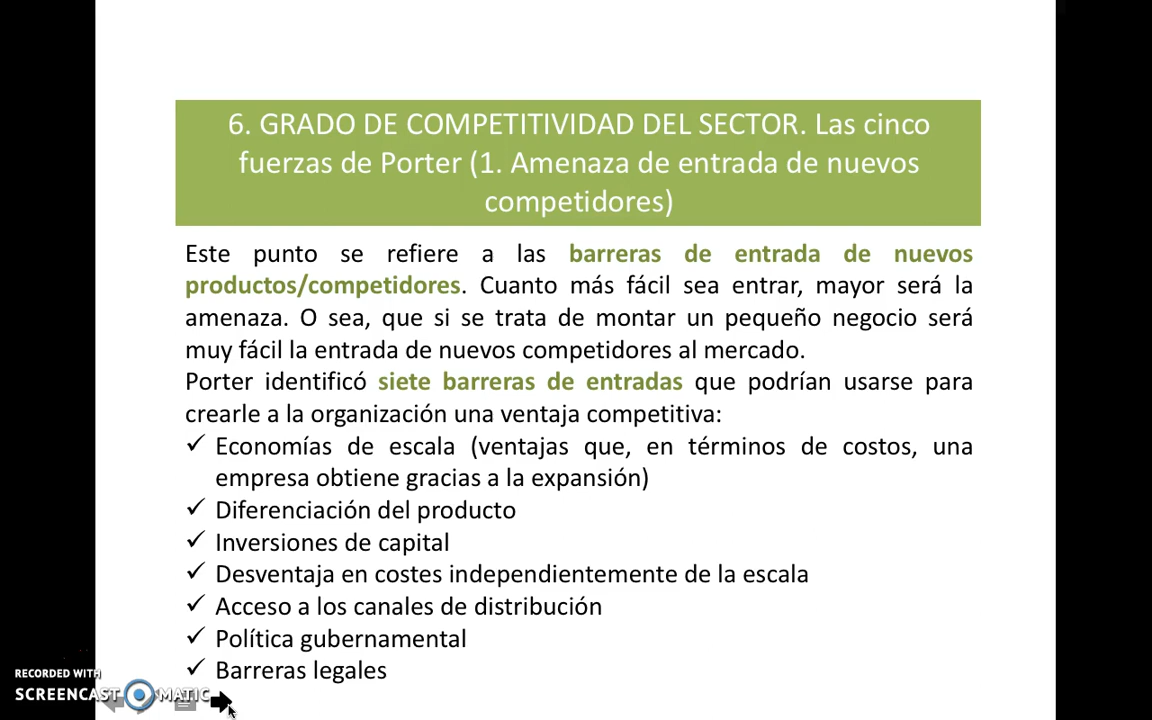 6. GRADO DE COMPETITIVIDAD DEL SECTOR. Las cinco
fuerzas de Porter (1. Amenaza de entrada de nuevos
competidores)
Este punto se refiere a las barreras de entrada de nuevos
productos/competidores. Cuanto más fácil sea entrar, mayor será la
amenaza. O sea, que si se trata de montar un pequeño negocio será
muy fácil la entrada de nuevos competidores al mercado.
Porter identificó siete barreras de entradas que podrían usarse para
crearle a la organización una ventaja competitiva:
✓ Economías de escala (ventajas que, en términos de costos, una
empresa obtiene gracias a la expansión)
✓ Diferenciación del producto
✓ Inversiones de capital
✓ Desventaja en costes independientemente de la escala
✓ Acceso a los canales de distribución
✓ Política gubernamental
✓ Barreras legales
RECORDED WITH
SCREENCAST MATIC